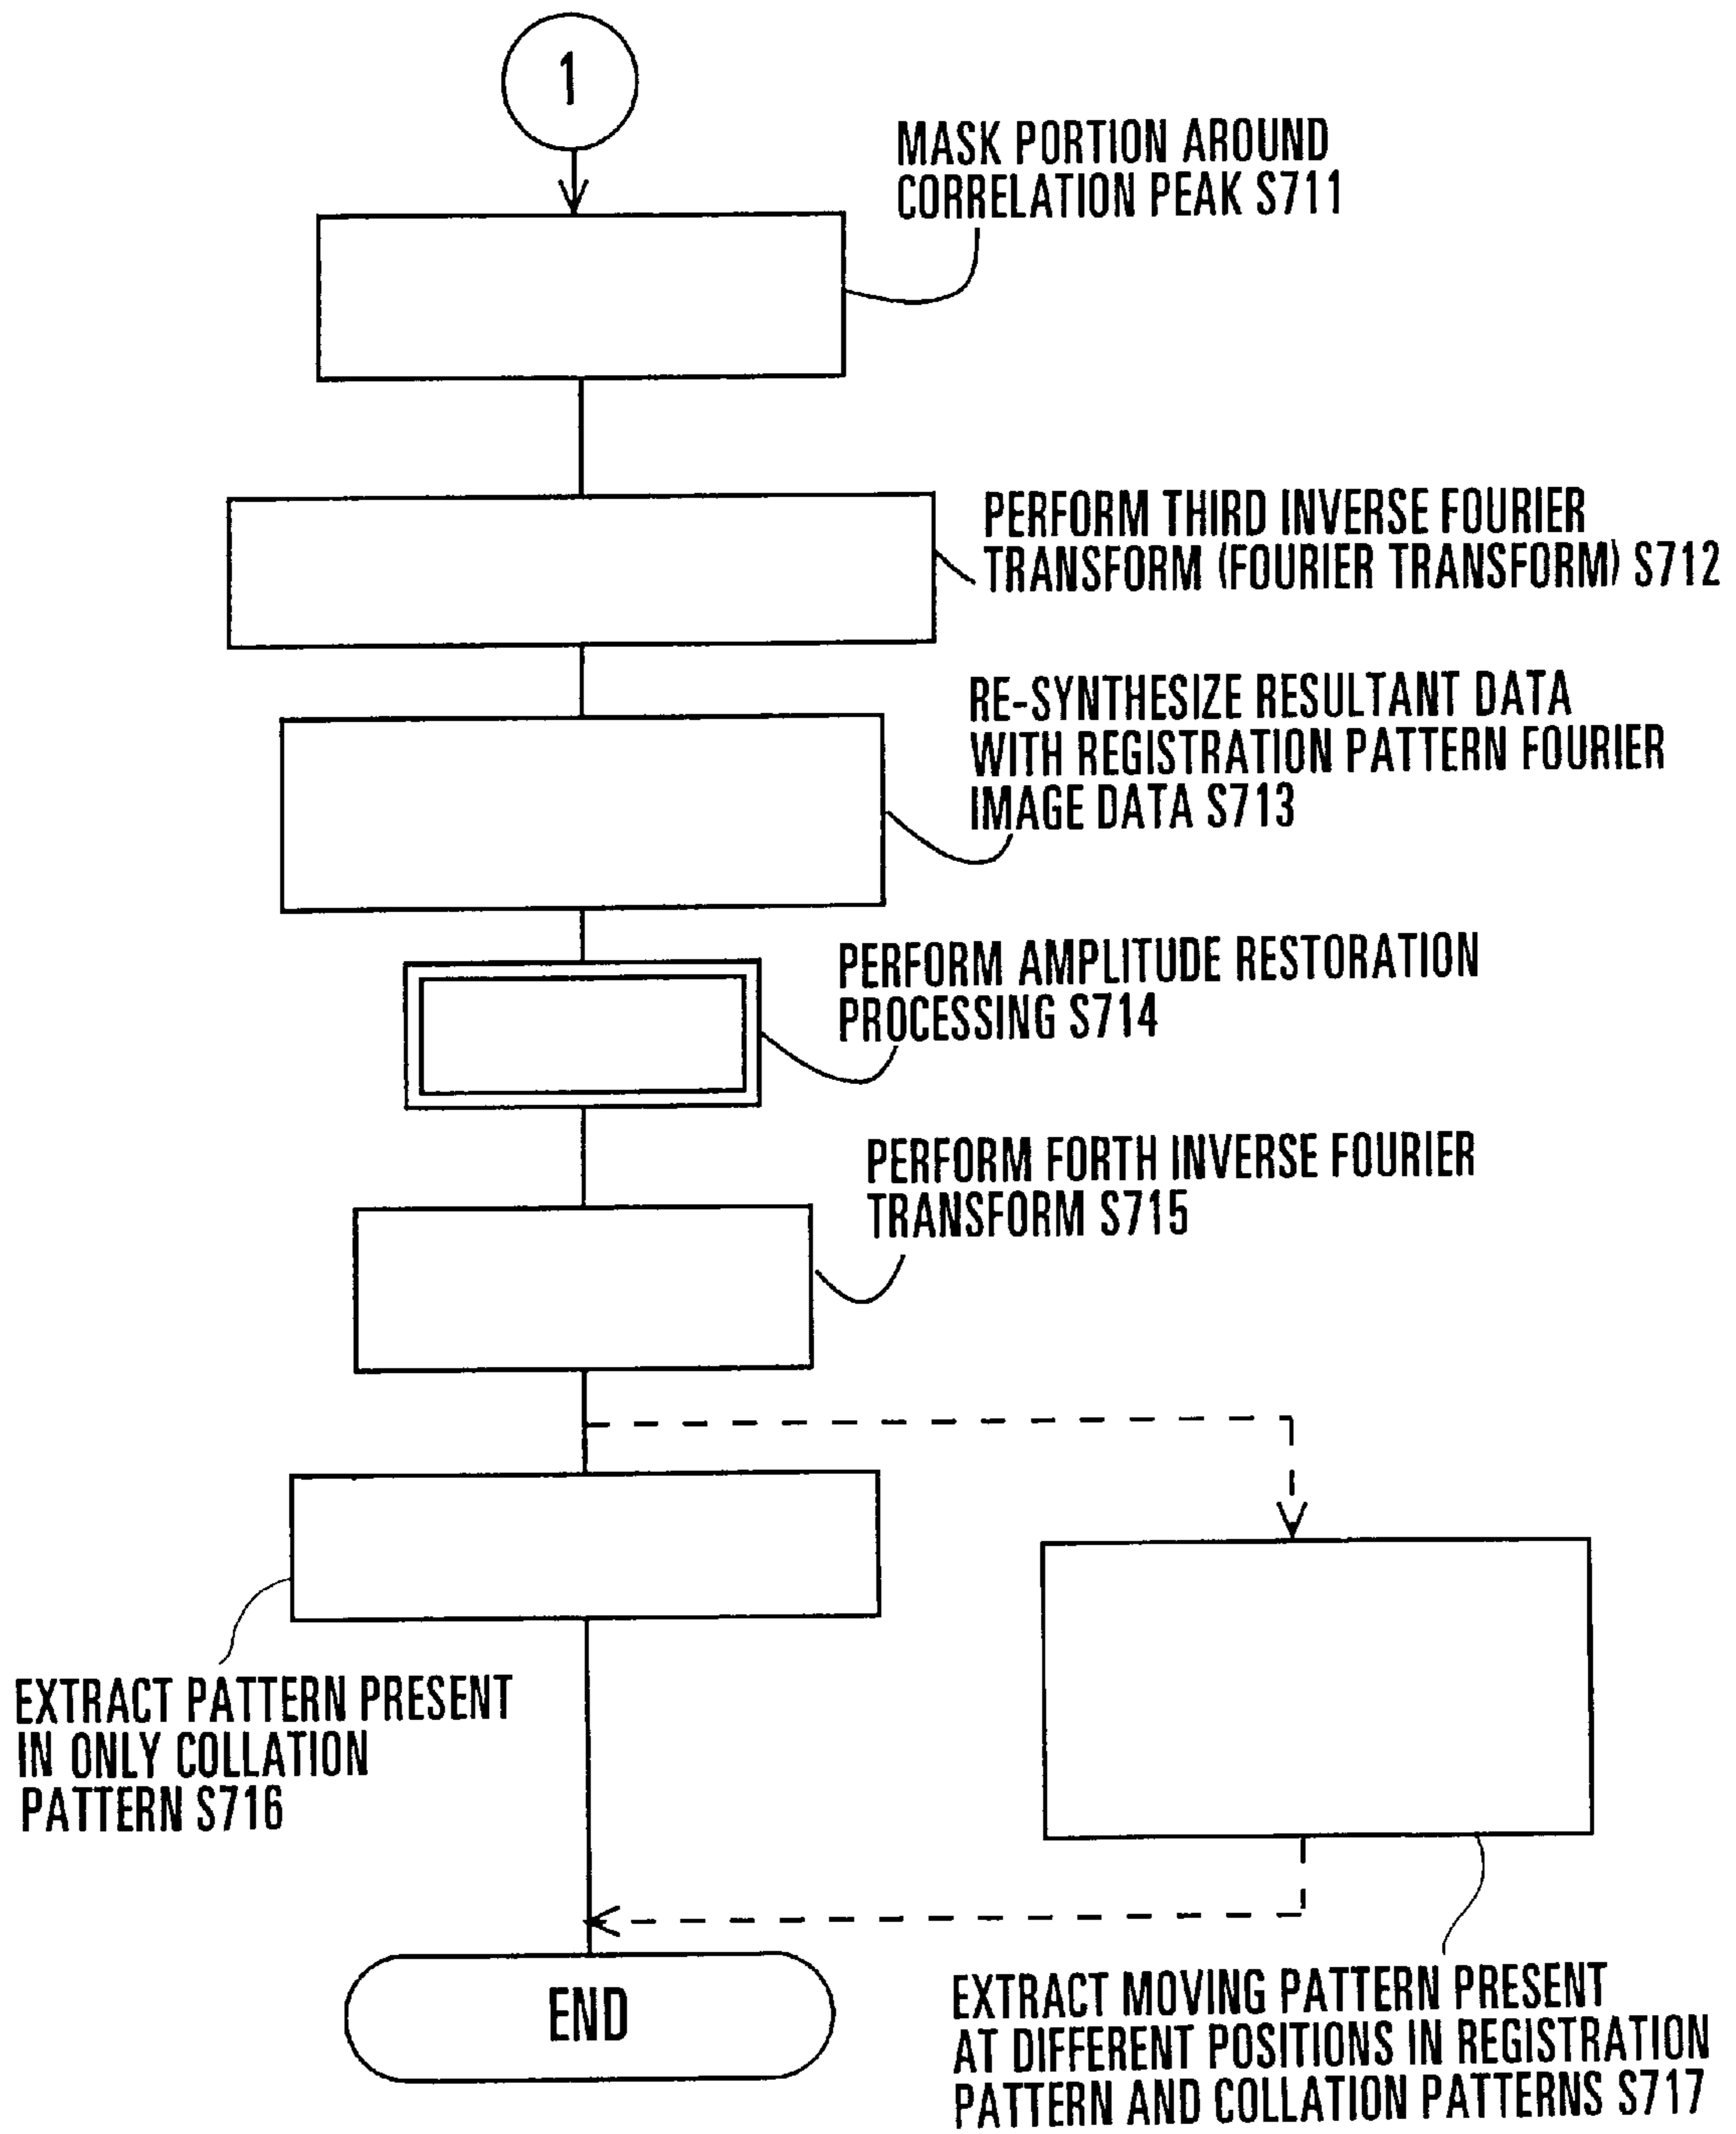 1
MASK PORTION AROUND
CORRELATION PEAK S711
PERFORM THIRD INVERSE FOURIER
TRANSFORM (FOURIER TRANSFORM) S712
RE-SYNTHESIZE RESULTANT DATA
WITH REGISTRATION PATTERN FOURIER
IMAGE DATA S713
PERFORM AMPLITUDE RESTORATION
PROCESSING S714
PERFORM FORTH INVERSE FOURIER
TRANSFORM S715
EXTRACT PATTERN PRESENT
IN ONLY COLLATION
PATTERN S716
END
EXTRACT MOVING PATTERN PRESENT
AT DIFFERENT POSITIONS IN REGISTRATION
PATTERN AND COLLATION PATTERNS S717